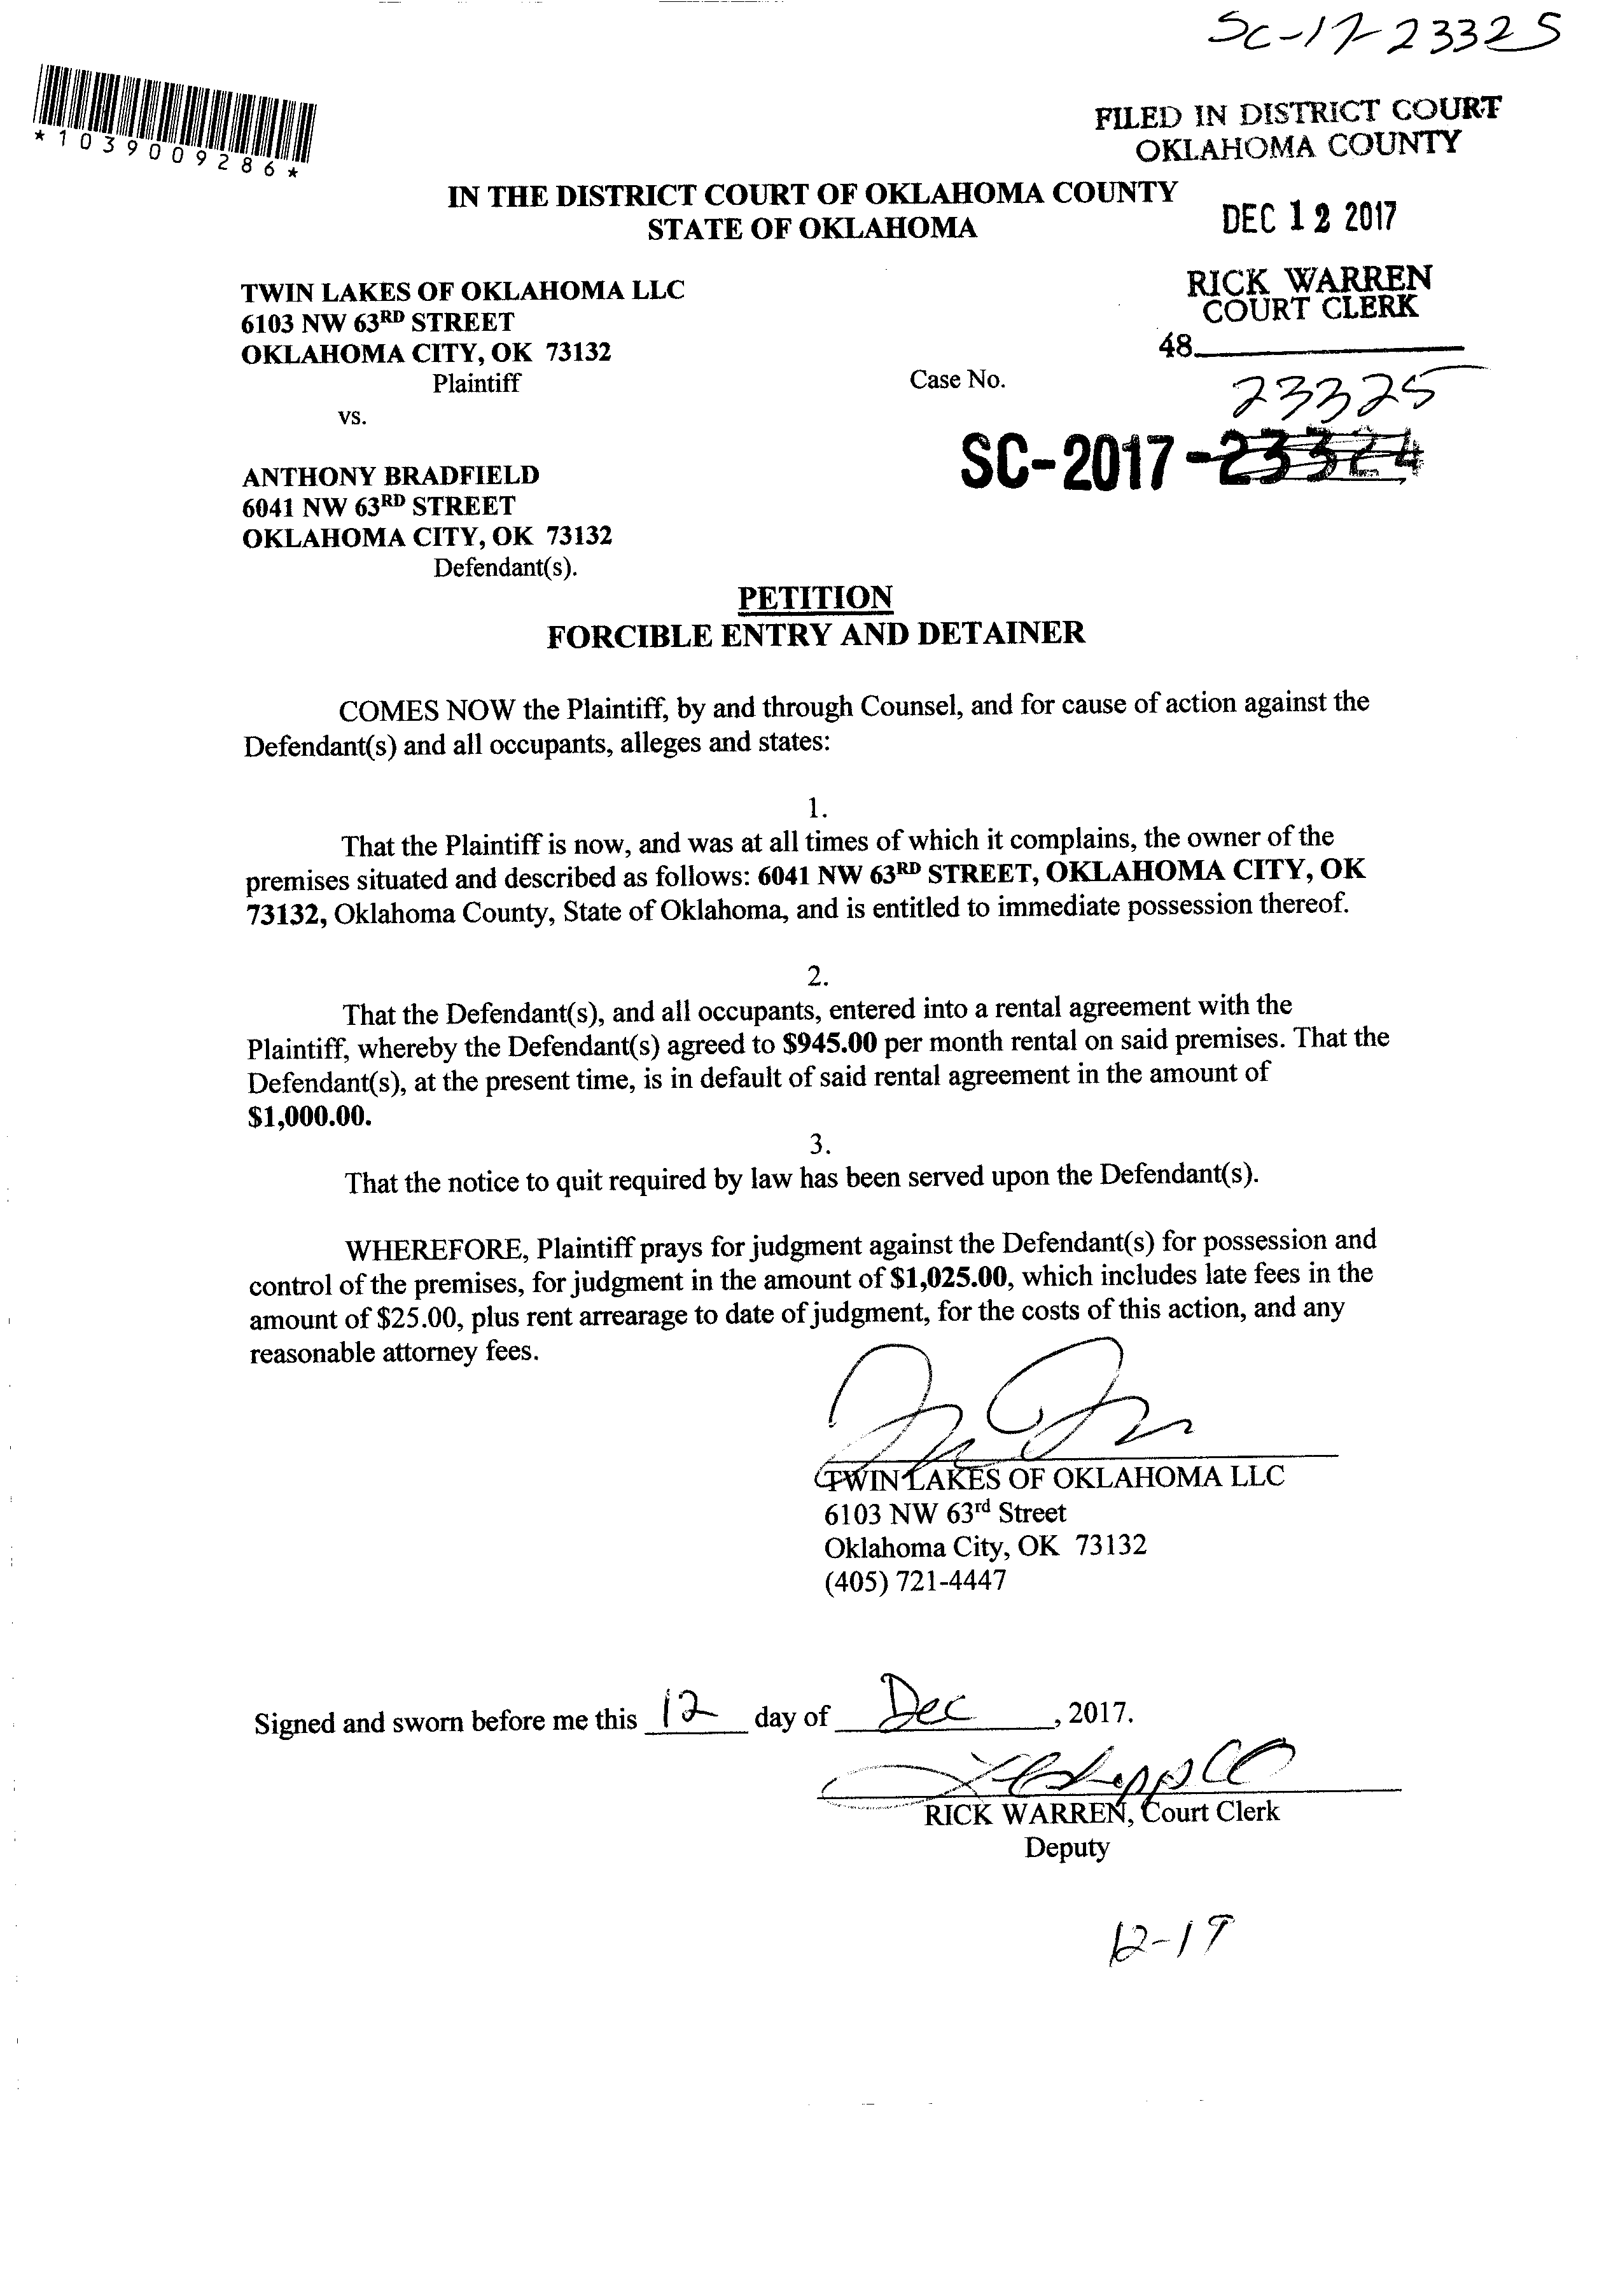 SC-17-23325
*1039009286*
FILED IN DISTRICT COURT
OKLAHOMA COUNTY
IN THE DISTRICT COURT OF OKLAHOMA COUNTY
STATE OF OKLAHOMA
DEC 12 2017
RICK WARREN
COURT CLERK
48
TWIN LAKES OF OKLAHOMA LLC
6103 NW 63RD STREET
OKLAHOMA CITY, OK 73132
Plaintiff
Case No.
23325
vs.
SC-2017-23324
ANTHONY BRADFIELD
6041 NW 63RD STREET
OKLAHOMA CITY, OK 73132
Defendant(s).
PETITION
FORCIBLE ENTRY AND DETAINER
COMES NOW the Plaintiff, by and through Counsel, and for cause of action against the
Defendant(s) and all occupants, alleges and states:
1.
That the Plaintiff is now, and was at all times of which it complains, the owner of the
premises situated and described as follows: 6041 NW 63RD STREET, OKLAHOMA CITY, OK
73132, Oklahoma County, State of Oklahoma, and is entitled to immediate possession thereof.
2.
That the Defendant(s), and all occupants, entered into a rental agreement with the
Plaintiff, whereby the Defendant(s) agreed to $945.00 per month rental on said premises. That the
Defendant(s), at the present time, is in default of said rental agreement in the amount of
$1,000.00.
3.
That the notice to quit required by law has been served upon the Defendant(s).
WHEREFORE, Plaintiff prays for judgment against the Defendant(s) for possession and
control of the premises, for judgment in the amount of $1,025.00, which includes late fees in the
amount of $25.00, plus rent arrearage to date of judgment, for the costs of this action, and any
reasonable attorney fees.
TWIN LAKES OF OKLAHOMA LLC
6103 NW 63rd Street
Oklahoma City, OK 73132
(405) 721-4447
Signed and sworn before me this 12 day of Dec, 2017.
RICK WARREN, Court Clerk
Deputy
12-19